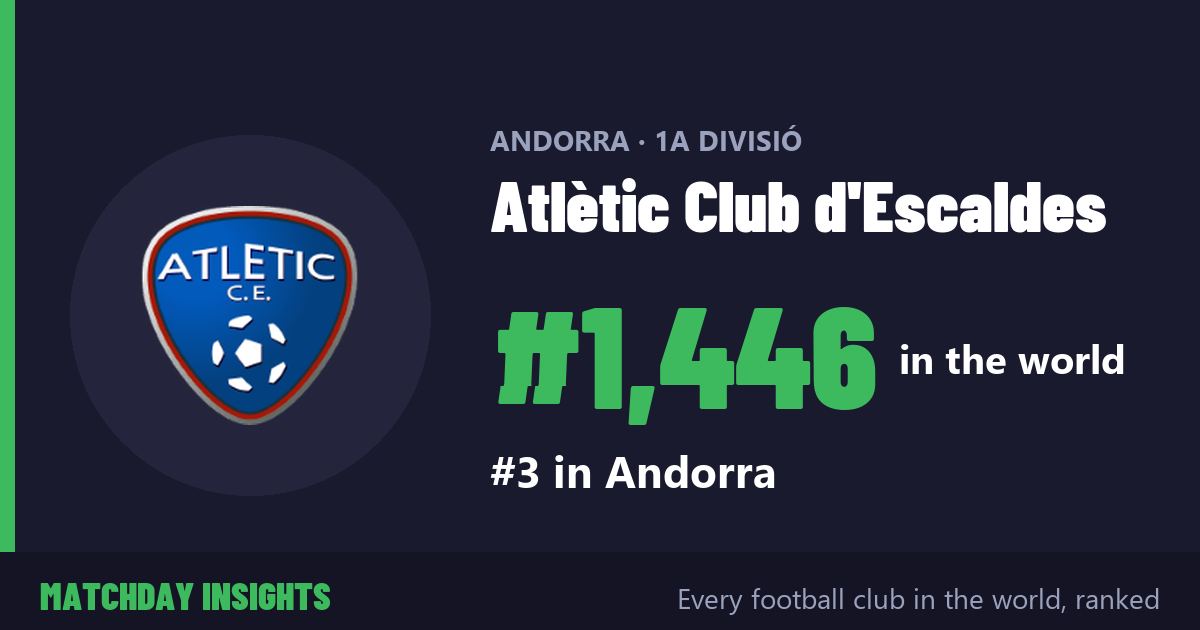 ATLETIC
C.E.
ANDORRA · 1A DIVISIÓ
Atlètic Club d'Escaldes
#1,446 in the world
#3 in Andorra
MATCHDAY INSIGHTS
Every football club in the world, ranked